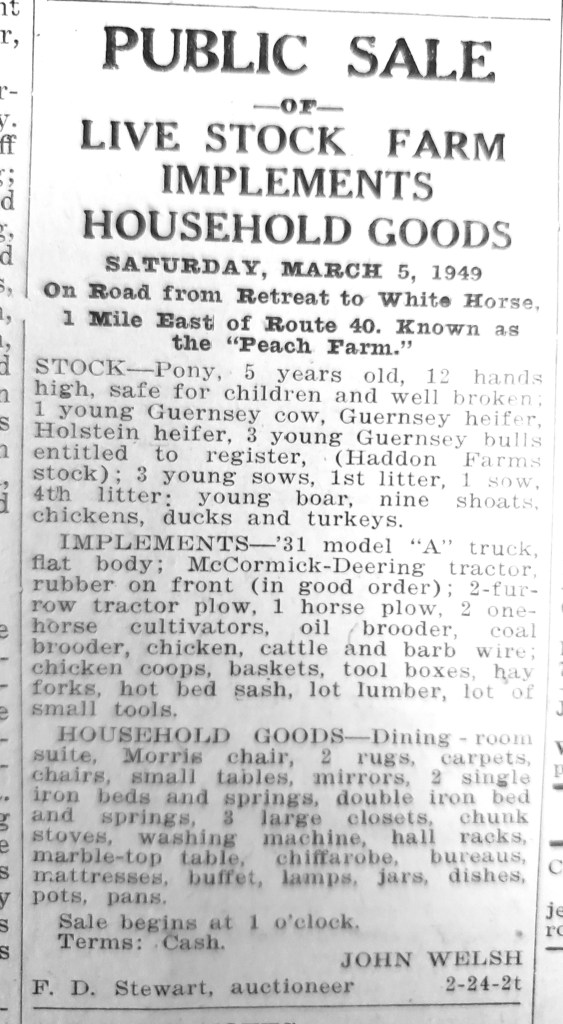 PUBLIC SALE
—OF—
LIVE STOCK FARM
IMPLEMENTS
HOUSEHOLD GOODS
SATURDAY, MARCH 5, 1949
On Road from Retreat to White Horse,
1 Mile East of Route 40. Known as
the "Peach Farm."
STOCK—Pony, 5 years old, 12 hands
high, safe for children and well broken;
1 young Guernsey cow, Guernsey heifer,
Holstein heifer, 3 young Guernsey bulls
entitled to register, (Haddon Farms
stock); 3 young sows, 1st litter, 1 sow,
4th litter; young boar, nine shoats,
chickens, ducks and turkeys.
IMPLEMENTS—'31 model "A" truck,
flat body; McCormick-Deering tractor,
rubber on front (in good order); 2-fur-
row tractor plow, 1 horse plow, 2 one-
horse cultivators, oil brooder, coal
brooder, chicken, cattle and barb wire;
chicken coops, baskets, tool boxes, hay
forks, hot bed sash, lot lumber, lot of
small tools.
HOUSEHOLD GOODS—Dining-room
suite, Morris chair, 2 rugs, carpets,
chairs, small tables, mirrors, 2 single
iron beds and springs, double iron bed
and springs, 3 large closets, chunk
stoves, washing machine, hall racks,
marble-top table, chiffarobe, bureaus,
mattresses, buffet, lamps, jars, dishes,
pots, pans.
Sale begins at 1 o'clock.
Terms: Cash.
JOHN WELSH
F. D. Stewart, auctioneer 2-24-2t